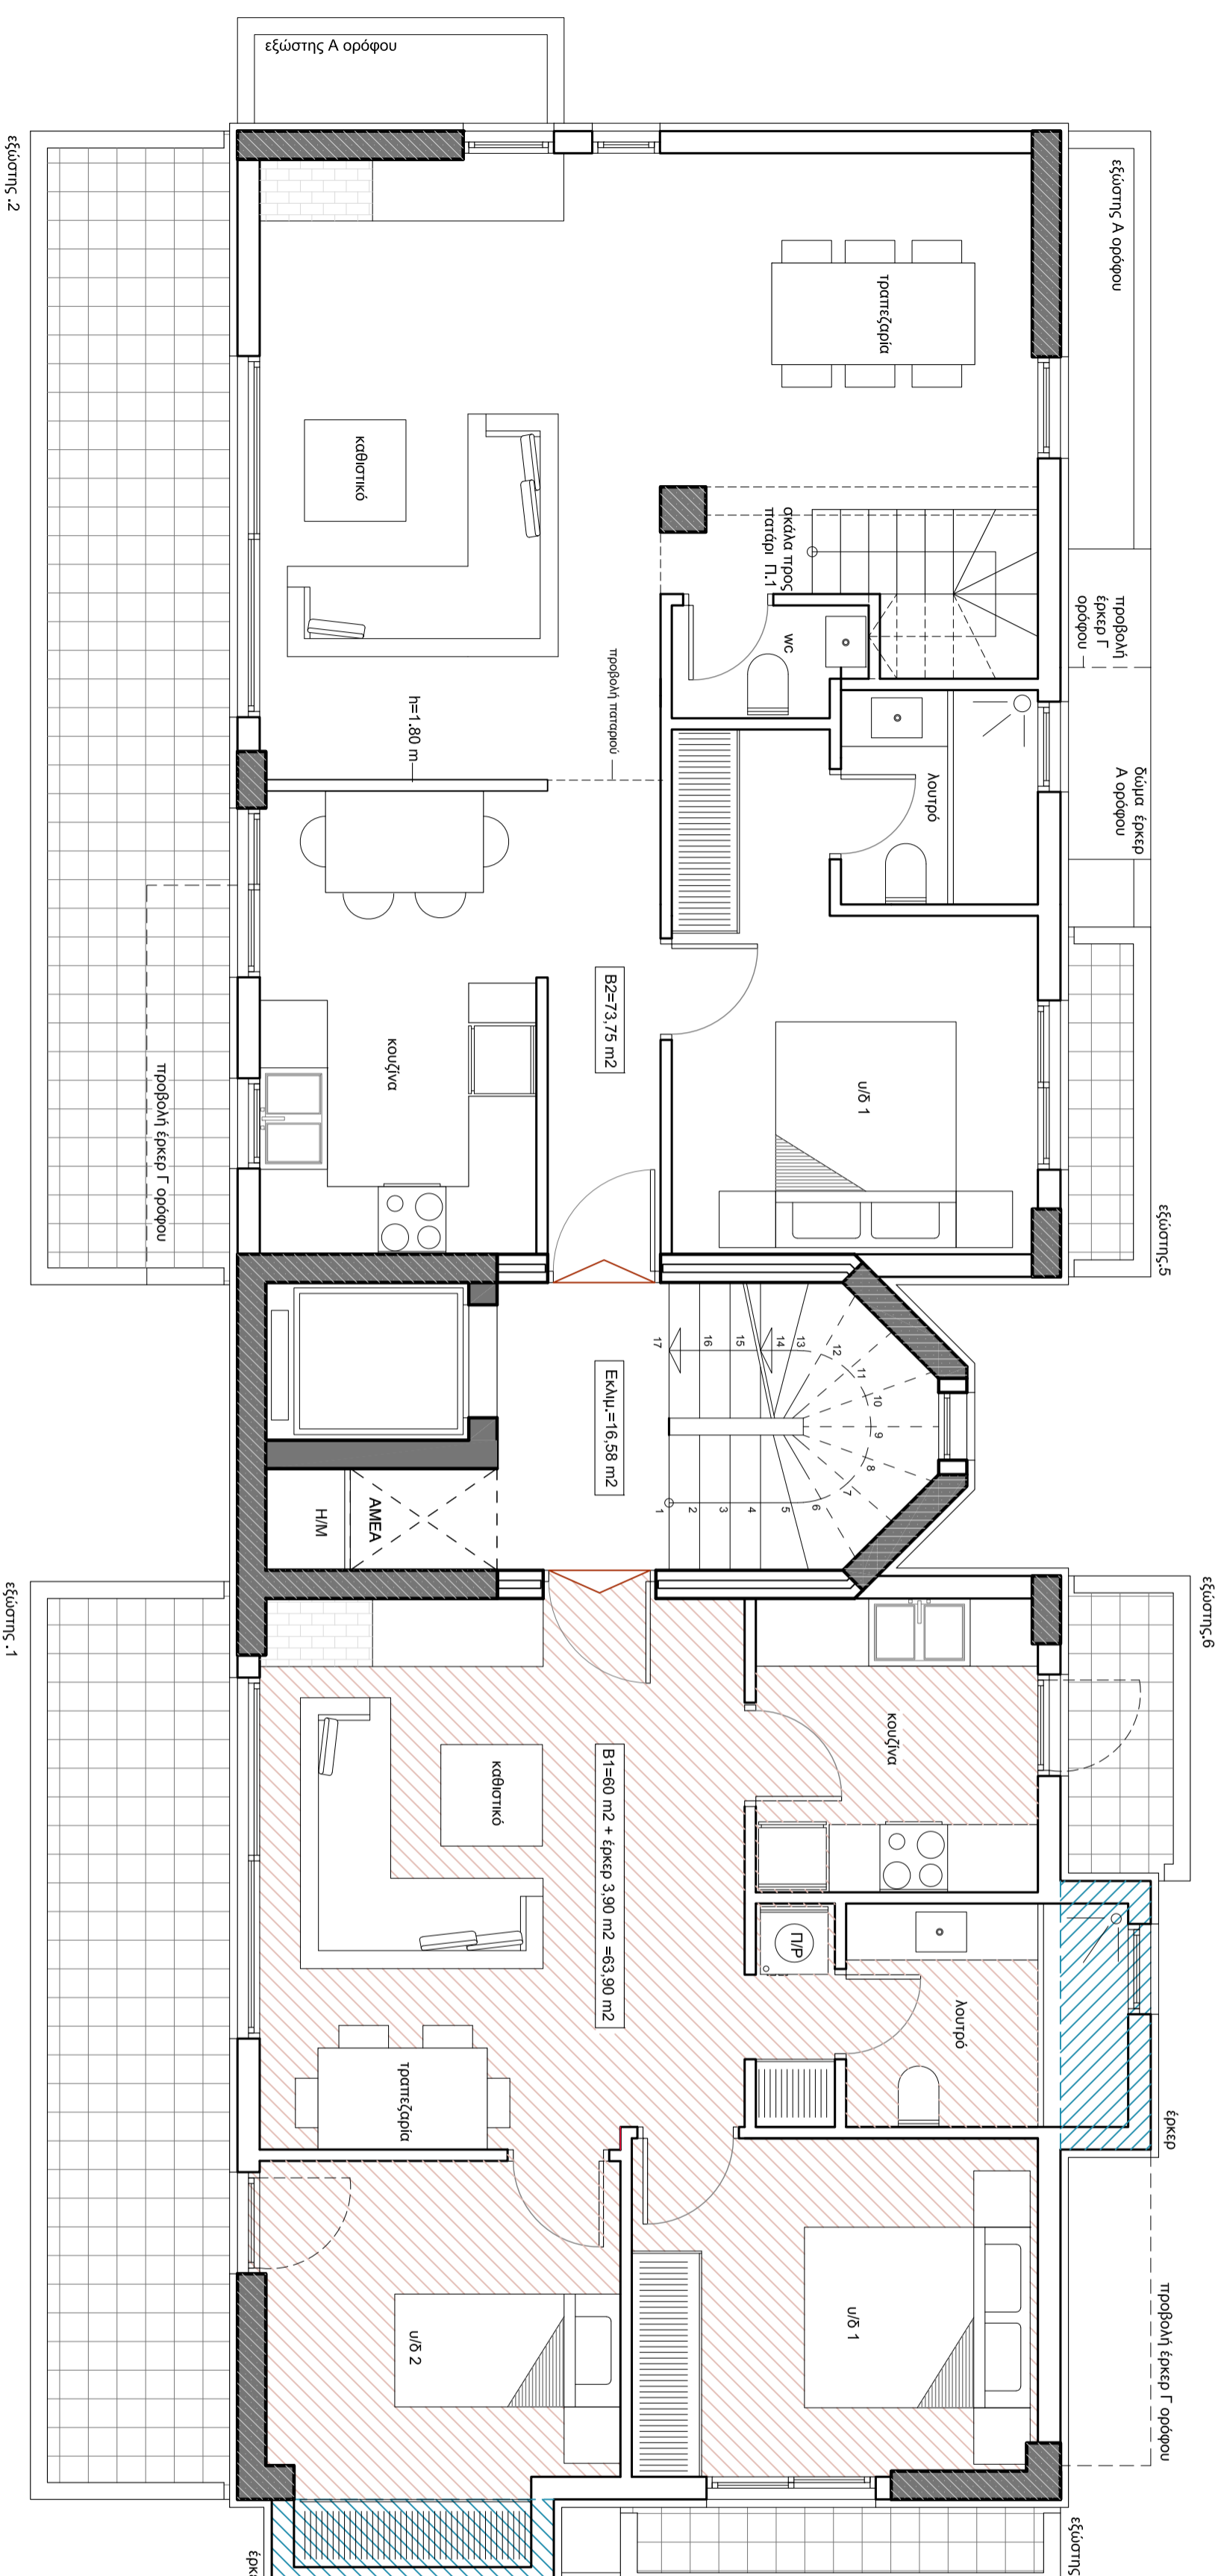 εξώστης Α ορόφου
εξώστης .2
εξώστης Α ορόφου
τραπεζαρία
καθιστικό
σκάλα προς
πατάρι Π.1
wc
προβολή
έρκερ Γ
ορόφου
δώμα έρκερ
Α ορόφου
λουτρό
προβολή παταριού
h=1.80 m
Β2=73,75 m2
κουζίνα
υ/δ 1
προβολή έρκερ Γ ορόφου
εξώστης.5
17
16
15
14
13
12
11
10
9
8
7
6
5
4
3
2
1
Εκλιμ.=16,58 m2
ΑΜΕΑ
Η/Μ
εξώστης .1
εξώστης.6
κουζίνα
καθιστικό
Β1=60 m2 + έρκερ 3,90 m2 =63,90 m2
Π/Ρ
λουτρό
τραπεζαρία
έρκερ
υ/δ 1
υ/δ 2
προβολή έρκερ Γ ορόφου
εξώστης
έρκ